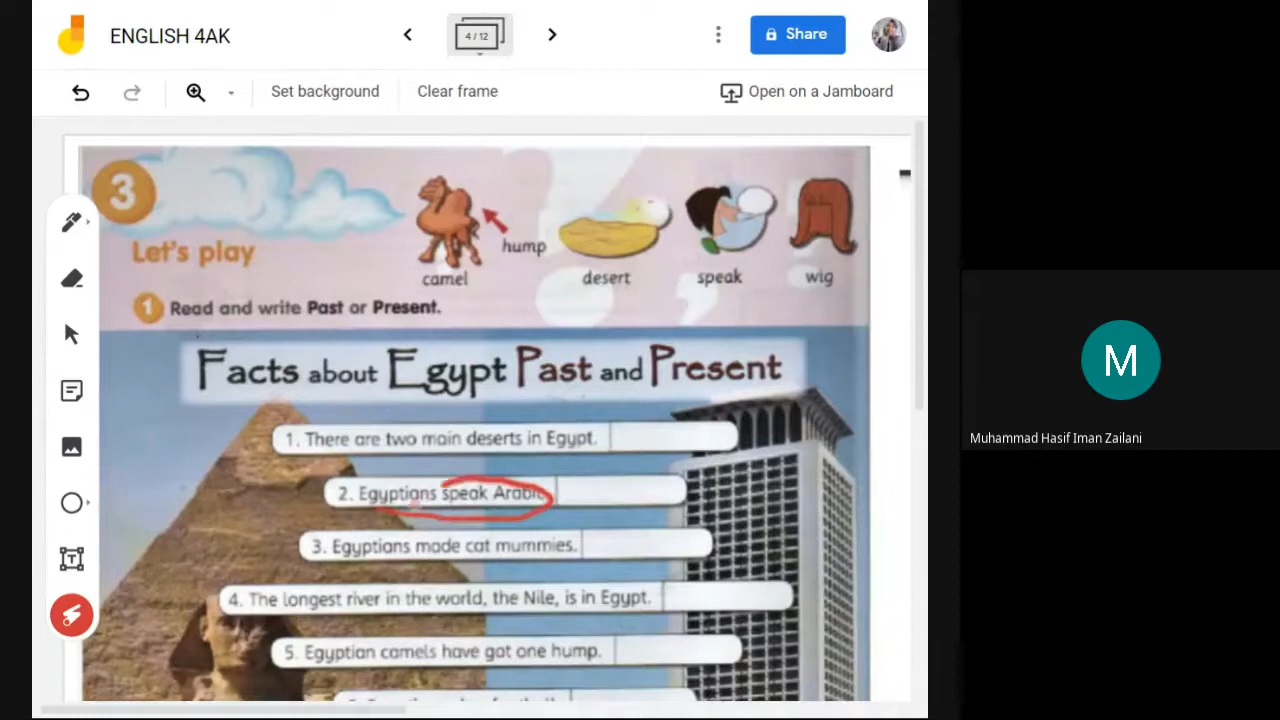 ENGLISH 4AK
4 / 12
Share
Set background
Clear frame
Open on a Jamboard
3
Let's play
camel
hump
desert
speak
wig
1 Read and write Past or Present.
Facts about Egypt Past and Present
1. There are two main deserts in Egypt.
2. Egyptians speak Arabic
3. Egyptians made cat mummies.
4. The longest river in the world, the Nile, is in Egypt.
5. Egyptian camels have got one hump.
M
Muhammad Hasif Iman Zailani